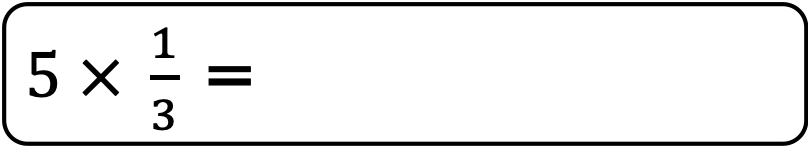 5 × 1/3 =